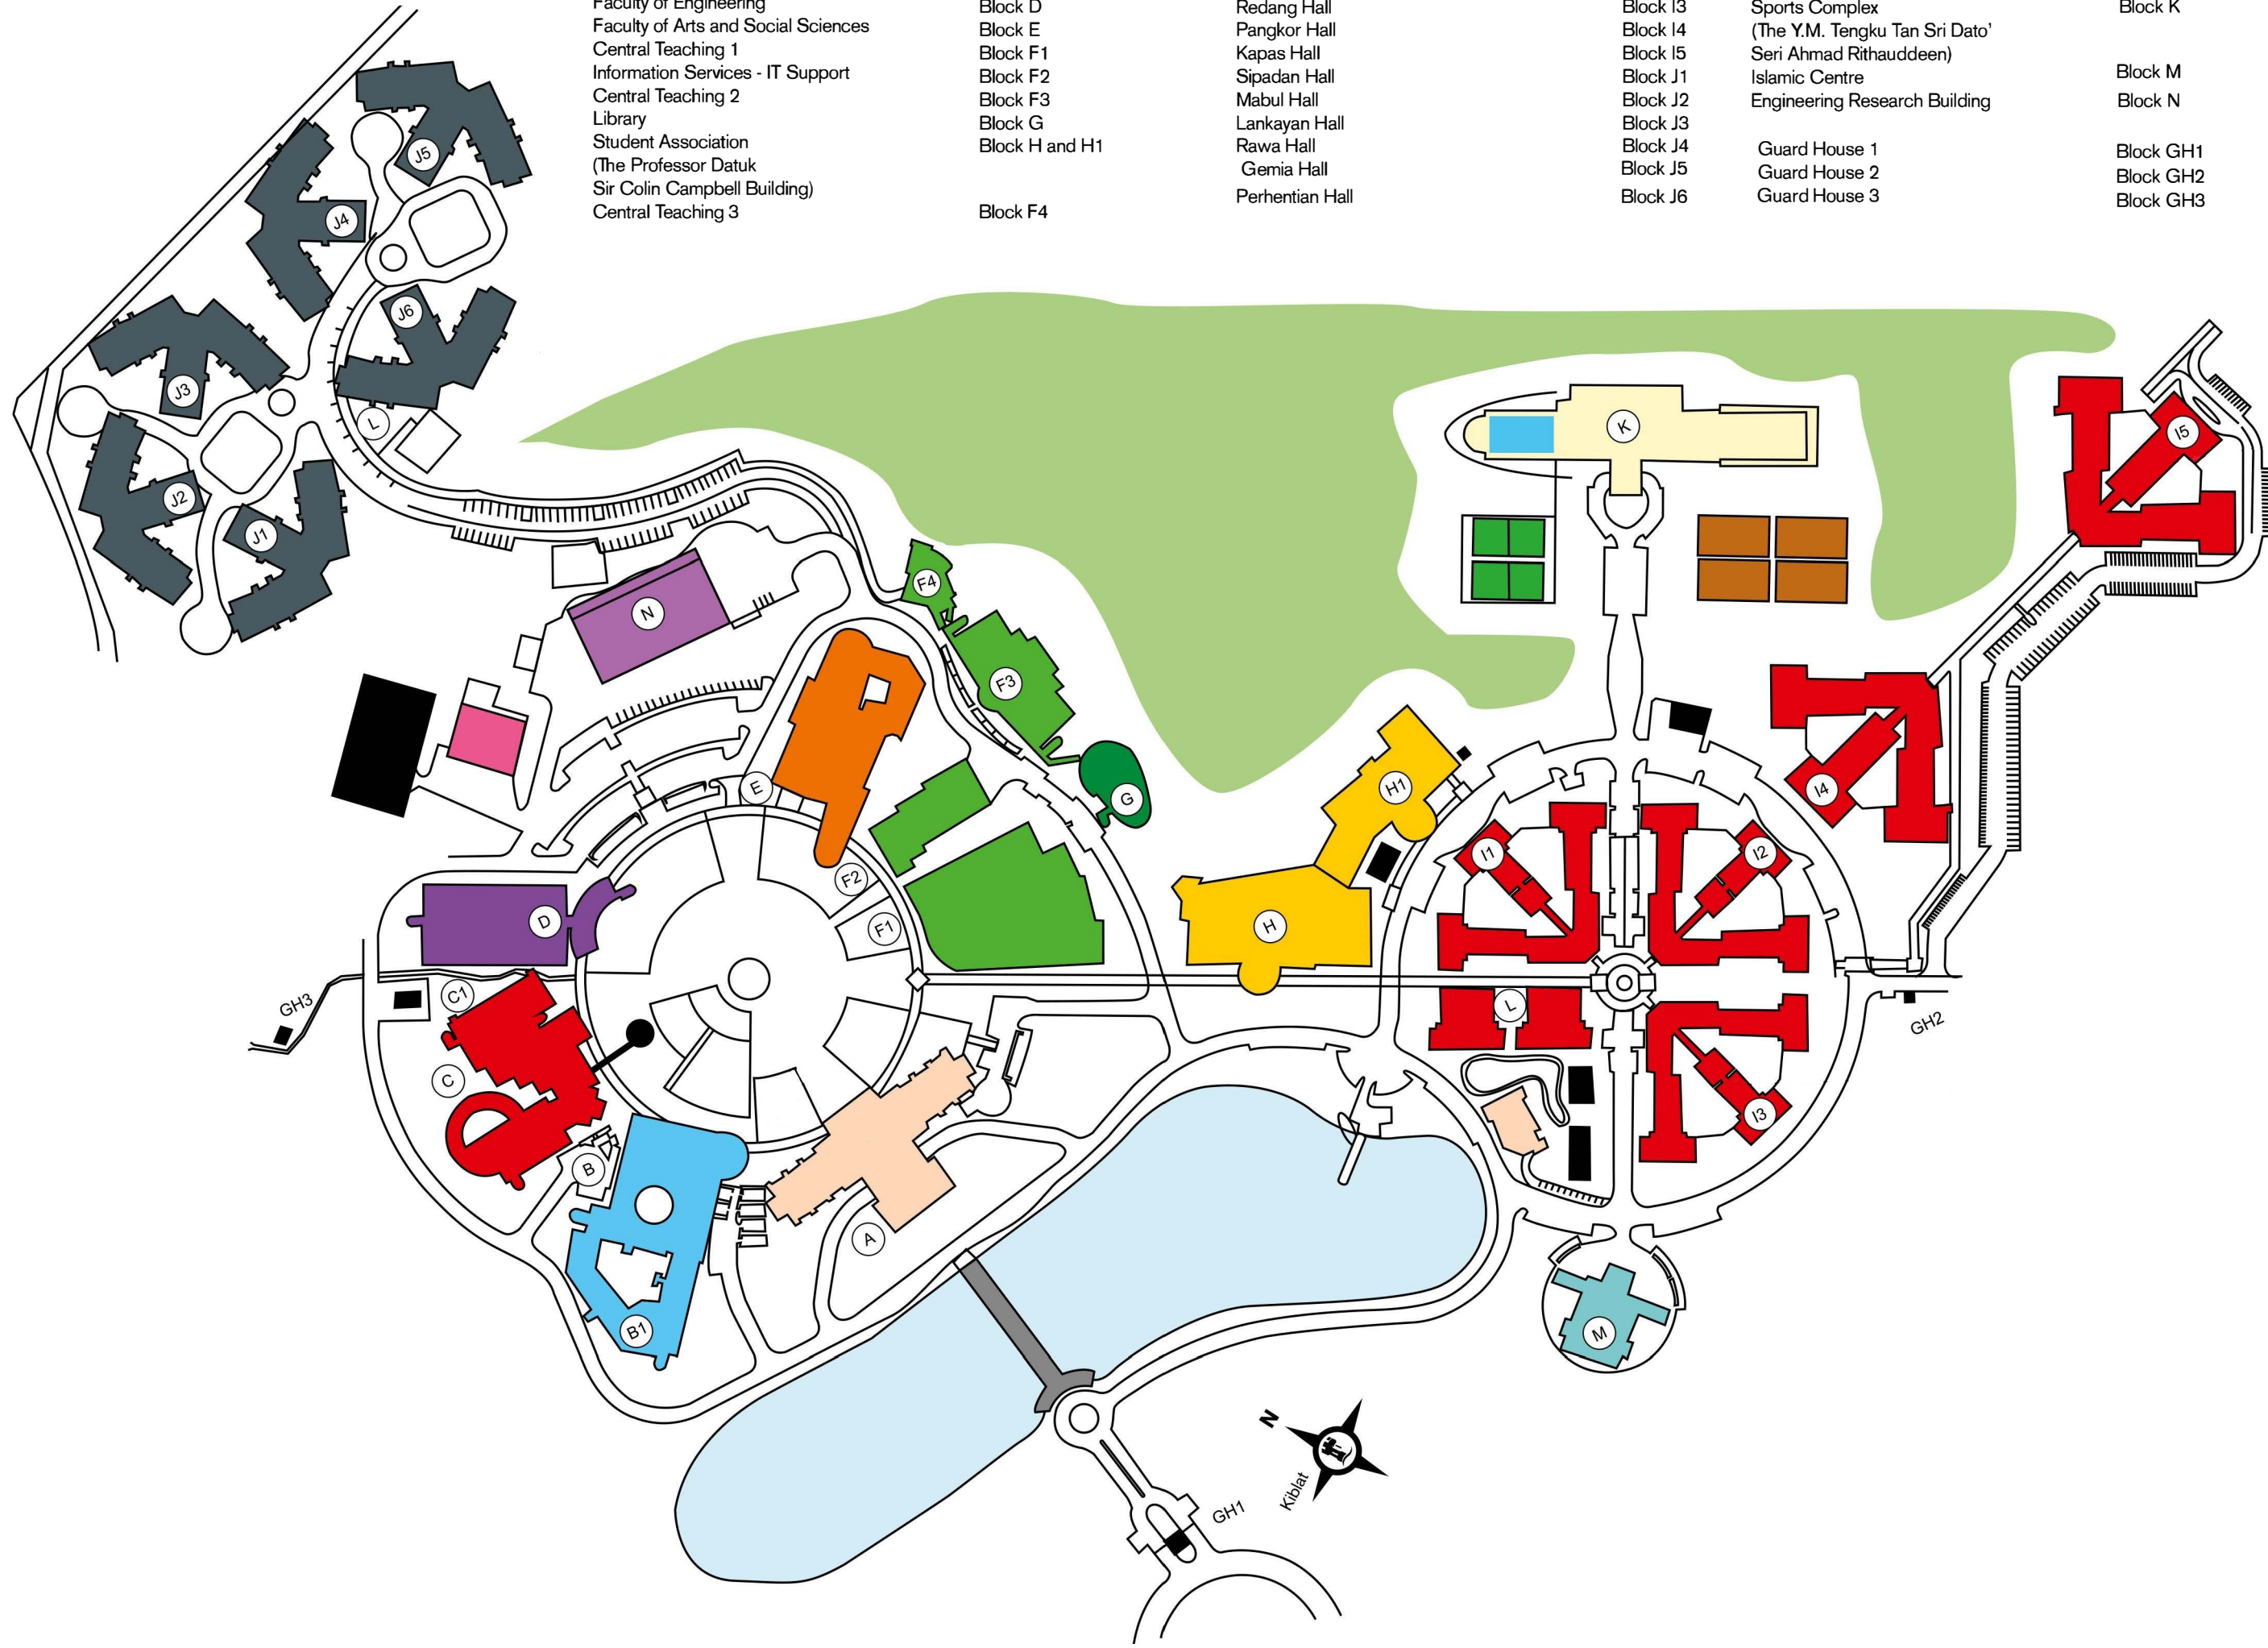 Faculty of Engineering Block D
Faculty of Arts and Social Sciences Block E
Central Teaching 1 Block F1
Information Services - IT Support Block F2
Central Teaching 2 Block F3
Library Block G
Student Association Block H and H1
(The Professor Datuk
Sir Colin Campbell Building)
Central Teaching 3 Block F4
Redang Hall Block I3
Pangkor Hall Block I4
Kapas Hall Block I5
Sipadan Hall Block J1
Mabul Hall Block J2
Lankayan Hall Block J3
Rawa Hall Block J4
Gemia Hall Block J5
Perhentian Hall Block J6
Sports Complex Block K
(The Y.M. Tengku Tan Sri Dato'
Seri Ahmad Rithauddeen)
Islamic Centre Block M
Engineering Research Building Block N
Guard House 1 Block GH1
Guard House 2 Block GH2
Guard House 3 Block GH3
J5
J4
J6
J3
L
J2
J1
K
I5
F4
N
F3
E
G
H1
I4
I1
I2
F2
D
F1
H
C1
GH3
L
GH2
C
I3
B
A
B1
M
N
Kiblat
GH1